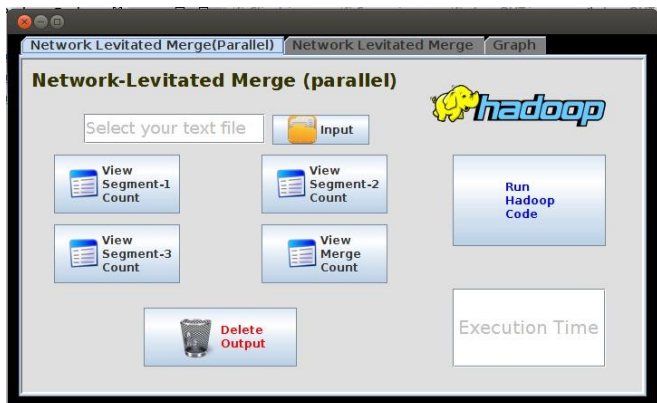 Network Levitated Merge(Parallel)
Network Levitated Merge
Graph
Network-Levitated Merge (parallel)
hadoop
Select your text file
Input
View
Segment-1
Count
View
Segment-2
Count
Run
Hadoop
Code
View
Segment-3
Count
View
Merge
Count
Delete
Output
Execution Time